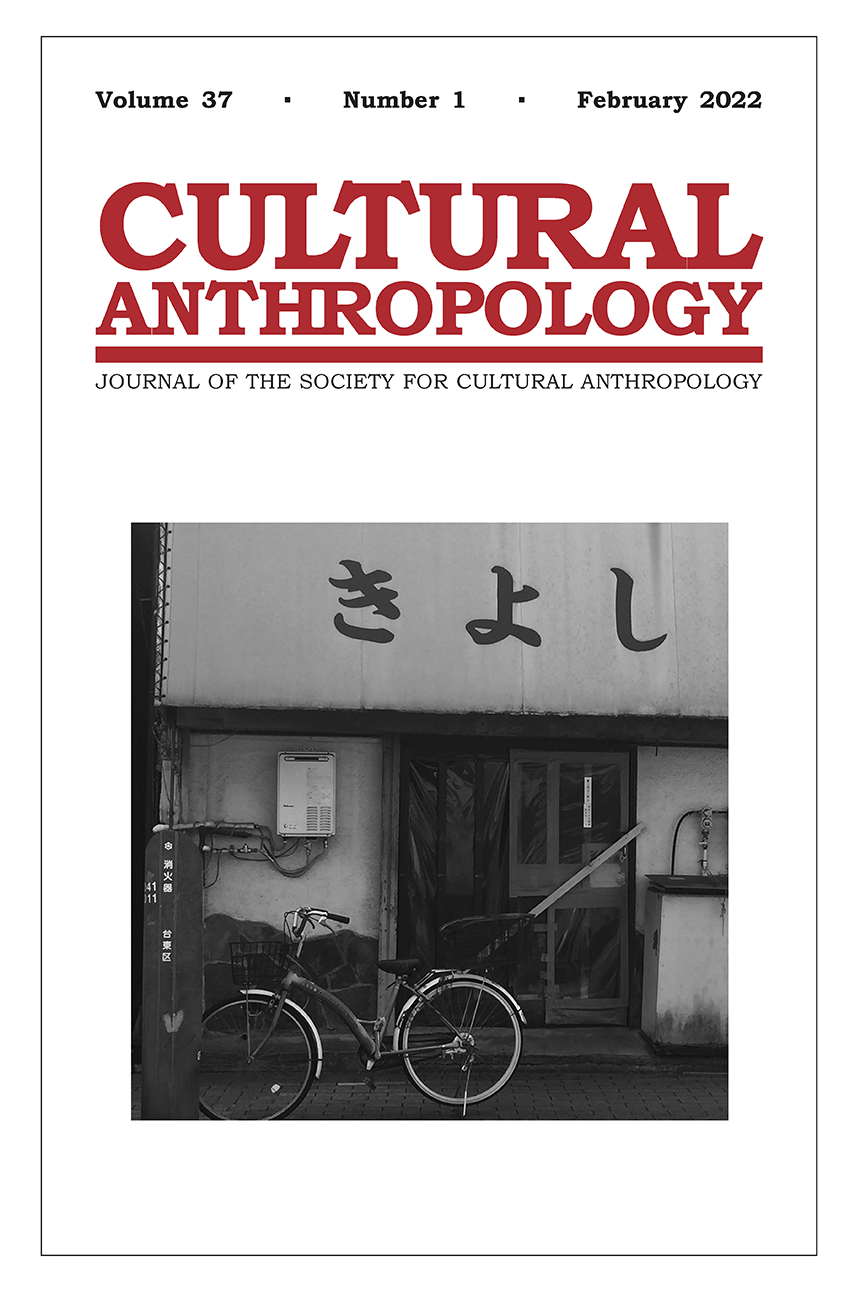 Volume 37 ▪ Number 1 ▪ February 2022
CULTURAL
ANTHROPOLOGY
JOURNAL OF THE SOCIETY FOR CULTURAL ANTHROPOLOGY
きよし
消火器
台東区